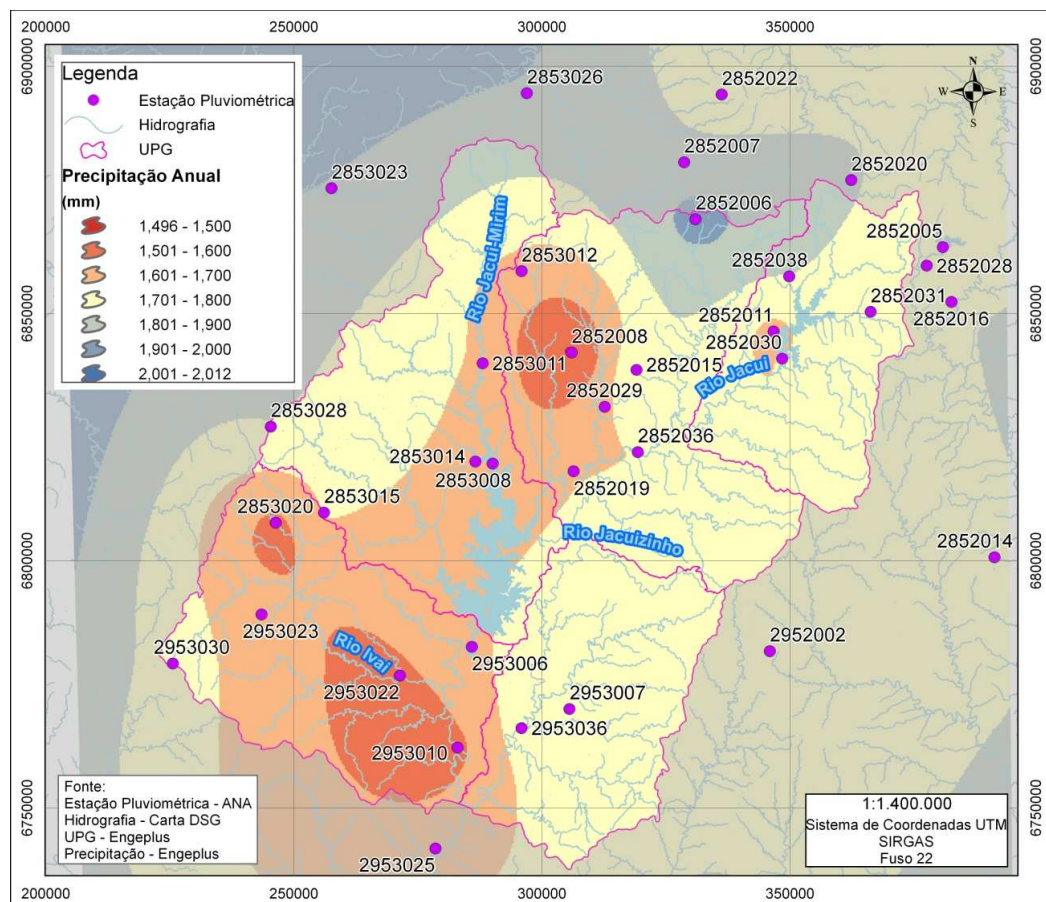 200000 250000 300000 350000
6900000
6850000
6800000
6750000
Legenda
Estação Pluviométrica
Hidrografia
UPG
Precipitação Anual
(mm)
1,496 - 1,500
1,501 - 1,600
1,601 - 1,700
1,701 - 1,800
1,801 - 1,900
1,901 - 2,000
2,001 - 2,012
N
W E
S
2853026
2852022
2852007
2852020
2853023
2852006
2852005
2852028
2853012
2852038
2852031
2852016
2852011
2852030
2852008
2853011
2852015
2852029
2853028
2852036
2853014
2853008
2852019
2853015
2853020
2852014
2953023
2953030
2953006
2952002
2953022
2953007
2953036
2953010
2953025
Rio Jacuí-Mirim
Rio Jacuí
Rio Jacuizinho
Rio Ivaí
Fonte:
Estação Pluviométrica - ANA
Hidrografia - Carta DSG
UPG - Engeplus
Precipitação - Engeplus
1:1.400.000
Sistema de Coordenadas UTM
SIRGAS
Fuso 22
6900000
6850000
6800000
6750000
200000 250000 300000 350000